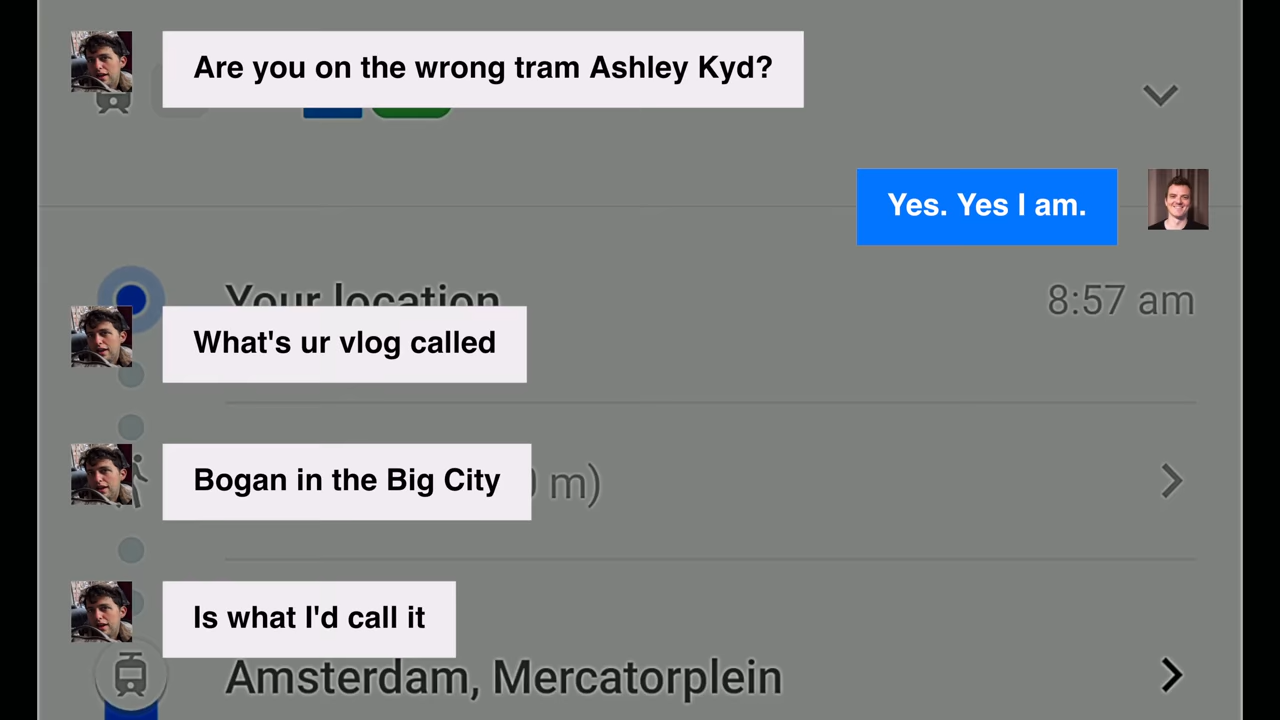 Are you on the wrong tram Ashley Kyd?
Yes. Yes I am.
Your location
8:57 am
What's ur vlog called
Bogan in the Big City
m)
Is what I'd call it
Amsterdam, Mercatorplein